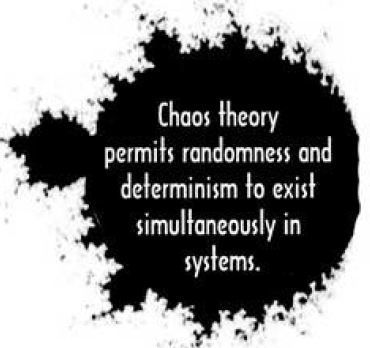 Chaos theory
permits randomness and
determinism to exist
simultaneously in
systems.